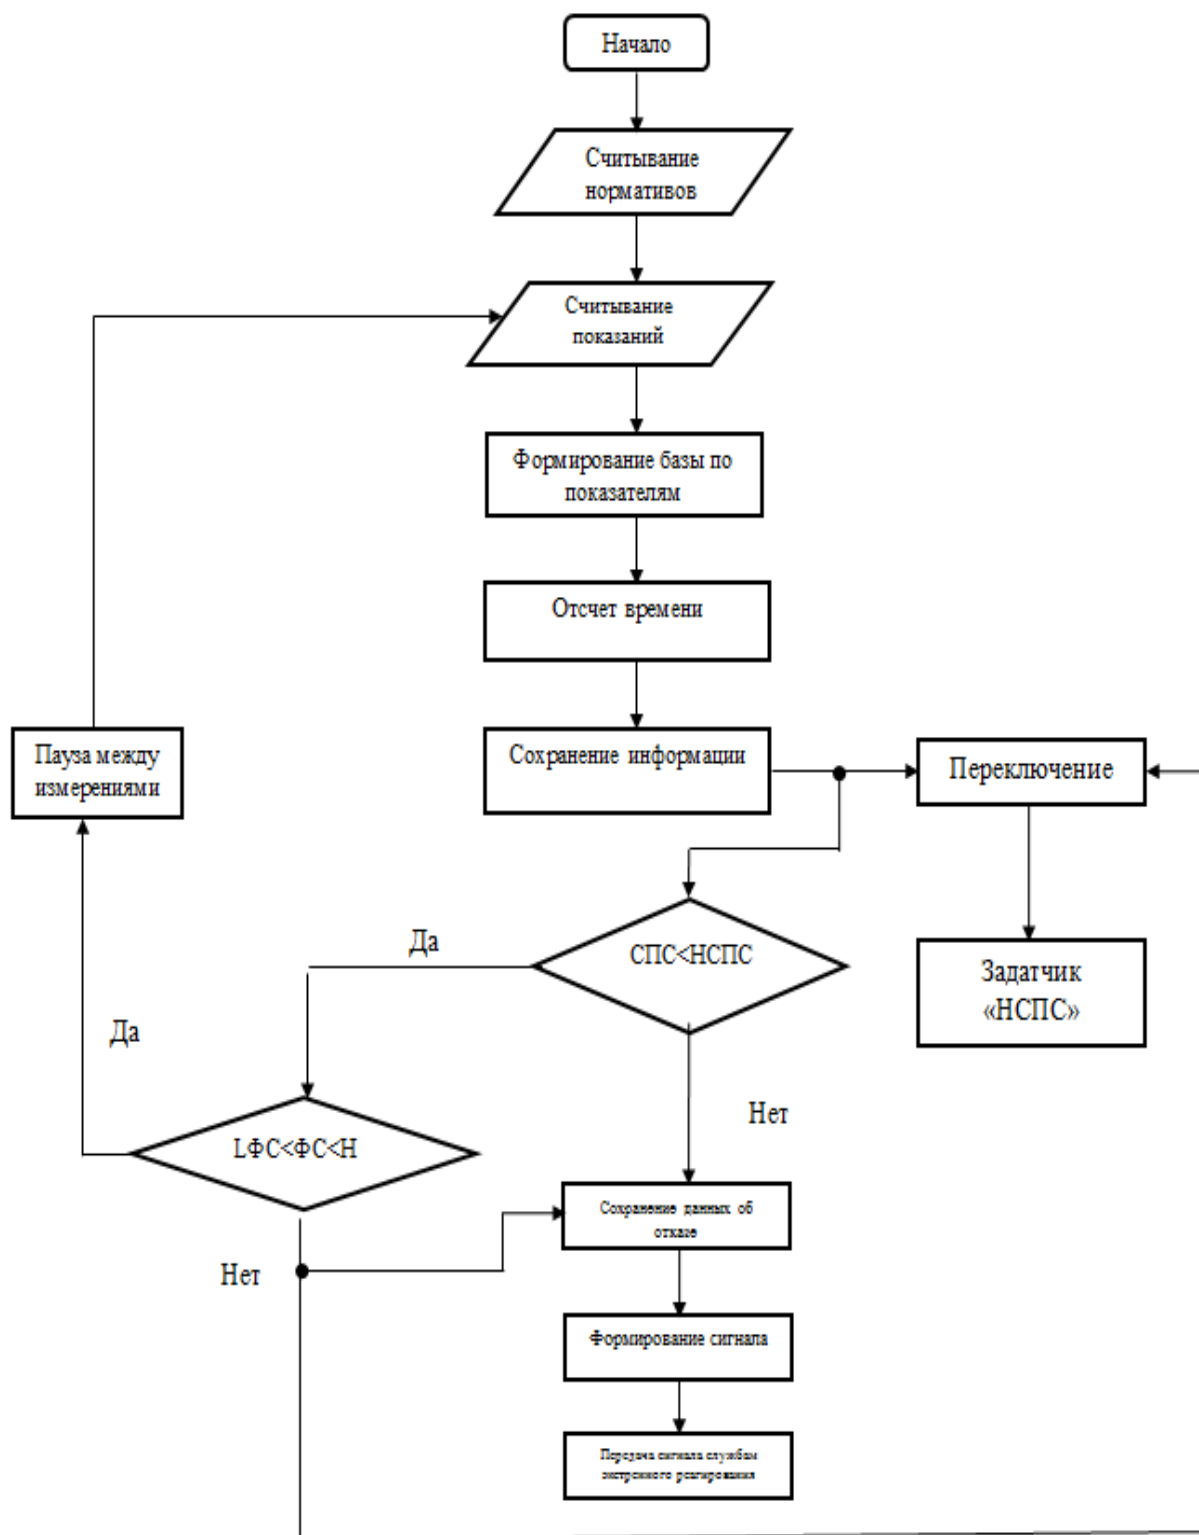 Начало
Считывание
нормативов
Считывание
показаний
Формирование базы по
показателям
Отсчет времени
Пауза между
измерениями
Сохранение информации
Переключение
Да
СПС<НСПС
Задатчик
«НСПС»
Да
Нет
LФС<ФС<Н
Сохранение данных об
отказе
Нет
Формирование сигнала
Передача сигнала службам
экстренного реагирования